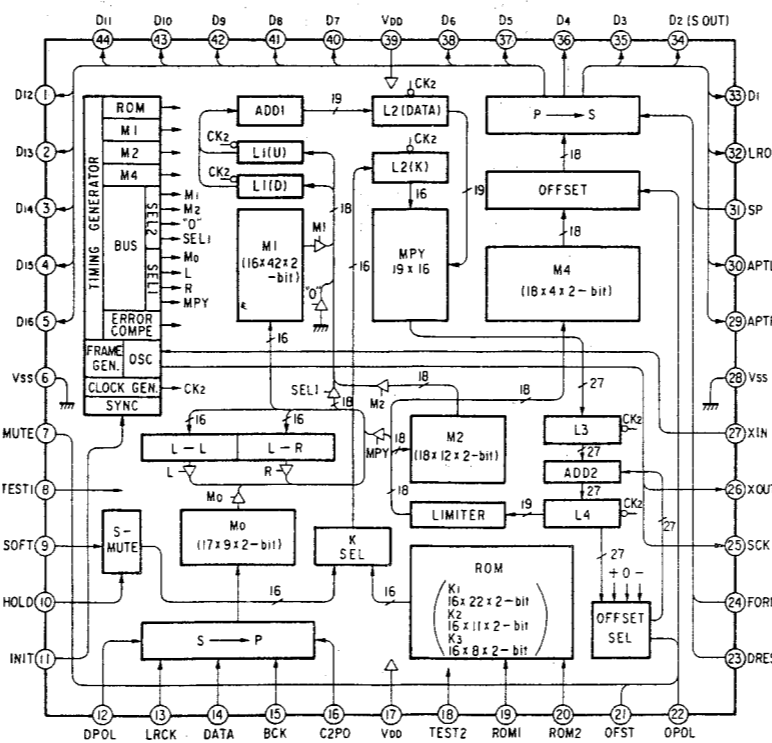 D11 D10 D9 D8 D7 VDD D6 D5 D4 D3 D2 (S OUT)
44 43 42 41 40 39 38 37 36 35 34
D12 1
D13 2
D14 3
D15 4
D16 5
VSS 6
MUTE 7
TEST1 8
SOFT 9
HOLD 10
INIT 11
TIMING GENERATOR
ROM
M1
M2
M4
BUS
SEL2
SEL1
M1
M2
"0"
SEL1
M0
L
R
MPY
ERROR
COMPE
FRAME
GEN.
OSC
CLOCK GEN.
CK2
SYNC
ADD1
19
CK2
L1(U)
CK2
L1(D)
18
M1
(16×42×2
-bit)
M1
"0"
16
CK2
L2(DATA)
CK2
L2(K)
16
19
MPY
19×16
16
P → S
18
OFFSET
18
M4
(18×4×2-bit)
SEL1
18
M2
18
18
27
16
16
L-L
L-R
L
R
MPY
18
M2
(18×12×2-bit)
L3
CK2
27
ADD2
27
L4
CK2
27
M0
M0
(17×9×2-bit)
18
LIMITER
19
S-
MUTE
16
K
SEL
16
ROM
K1
16×22×2-bit
K2
16×11×2-bit
K3
16×8×2-bit
27
+0-
OFFSET
SEL
S → P
33 D1
32
31 SP
30
29
28 VSS
27 XIN
26 XOUT
25 SCK
24
23
12 13 14 15 16 17 18 19 20 21 22
DPOL LRCK DATA BCK C2PO VDD TEST2 ROM1 ROM2 OFST OPOL